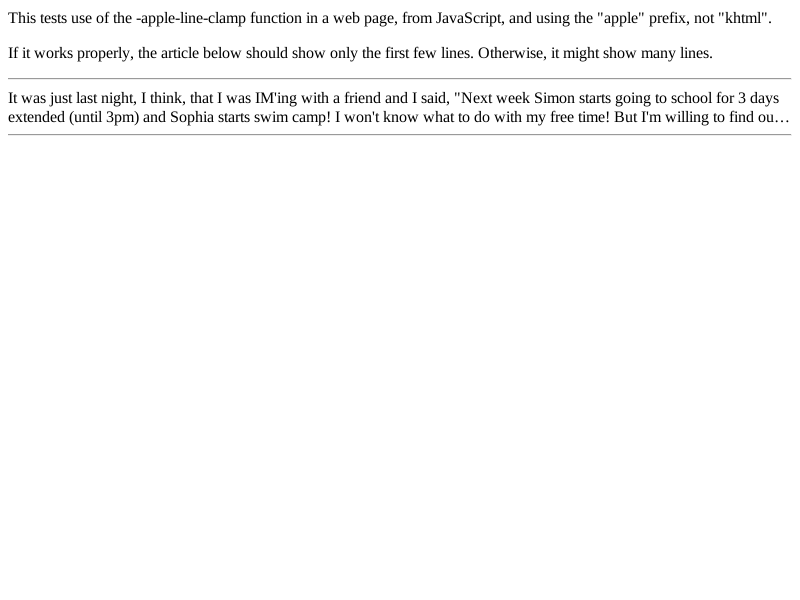 This tests use of the -apple-line-clamp function in a web page, from JavaScript, and using the "apple" prefix, not "khtml".
If it works properly, the article below should show only the first few lines. Otherwise, it might show many lines.
It was just last night, I think, that I was IM'ing with a friend and I said, "Next week Simon starts going to school for 3 days
extended (until 3pm) and Sophia starts swim camp! I won't know what to do with my free time! But I'm willing to find ou…